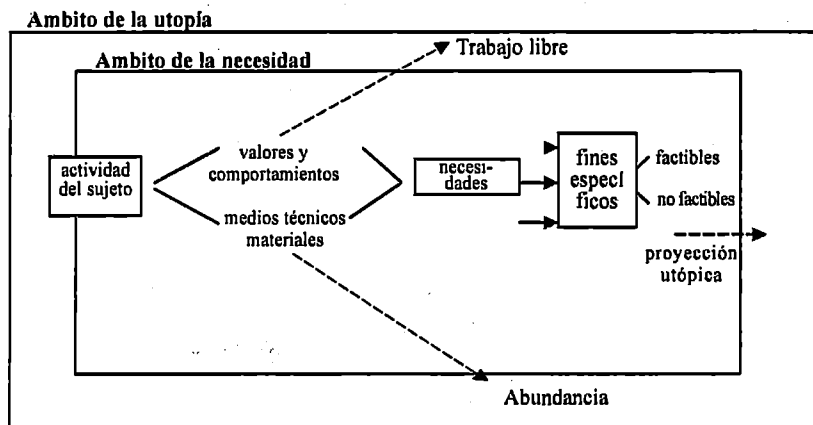 Ambito de la utopía
Trabajo libre
Ambito de la necesidad
actividad
del sujeto
valores y
comportamientos
medios técnicos
materiales
necesi-
dades
fines
especí
ficos
factibles
no factibles
proyección
utópica
Abundancia